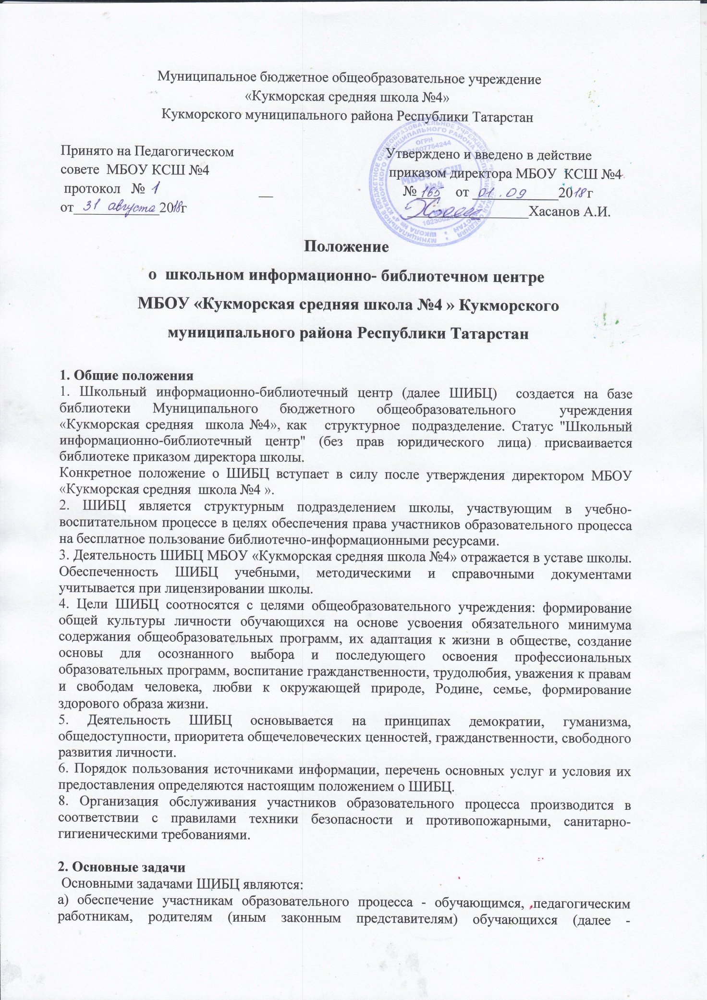 Муниципальное бюджетное общеобразовательное учреждение
«Кукморская средняя школа №4»
Кукморского муниципального района Республики Татарстан
Принято на Педагогическом
совете МБОУ КСШ №4
протокол № 1
от 31 августа 2018г
Утверждено и введено в действие
приказом директора МБОУ КСШ №4
№ 165 от 01.09 2018г
Хасанов А.И.
ОГРН
МБОУ КСШ
№4
Положение
о школьном информационно- библиотечном центре
МБОУ «Кукморская средняя школа №4 » Кукморского
муниципального района Республики Татарстан
1. Общие положения
1. Школьный информационно-библиотечный центр (далее ШИБЦ) создается на базе
библиотеки Муниципального бюджетного общеобразовательного учреждения
«Кукморская средняя школа №4», как структурное подразделение. Статус "Школьный
информационно-библиотечный центр" (без прав юридического лица) присваивается
библиотеке приказом директора школы.
Конкретное положение о ШИБЦ вступает в силу после утверждения директором МБОУ
«Кукморская средняя школа №4 ».
2. ШИБЦ является структурным подразделением школы, участвующим в учебно-
воспитательном процессе в целях обеспечения права участников образовательного процесса
на бесплатное пользование библиотечно-информационными ресурсами.
3. Деятельность ШИБЦ МБОУ «Кукморская средняя школа №4» отражается в уставе школы.
Обеспеченность ШИБЦ учебными, методическими и справочными документами
учитывается при лицензировании школы.
4. Цели ШИБЦ соотносятся с целями общеобразовательного учреждения: формирование
общей культуры личности обучающихся на основе усвоения обязательного минимума
содержания общеобразовательных программ, их адаптация к жизни в обществе, создание
основы для осознанного выбора и последующего освоения профессиональных
образовательных программ, воспитание гражданственности, трудолюбия, уважения к правам
и свободам человека, любви к окружающей природе, Родине, семье, формирование
здорового образа жизни.
5. Деятельность ШИБЦ основывается на принципах демократии, гуманизма,
общедоступности, приоритета общечеловеческих ценностей, гражданственности, свободного
развития личности.
6. Порядок пользования источниками информации, перечень основных услуг и условия их
предоставления определяются настоящим положением о ШИБЦ.
8. Организация обслуживания участников образовательного процесса производится в
соответствии с правилами техники безопасности и противопожарными, санитарно-
гигиеническими требованиями.
2. Основные задачи
Основными задачами ШИБЦ являются:
а) обеспечение участникам образовательного процесса - обучающимся, педагогическим
работникам, родителям (иным законным представителям) обучающихся (далее -